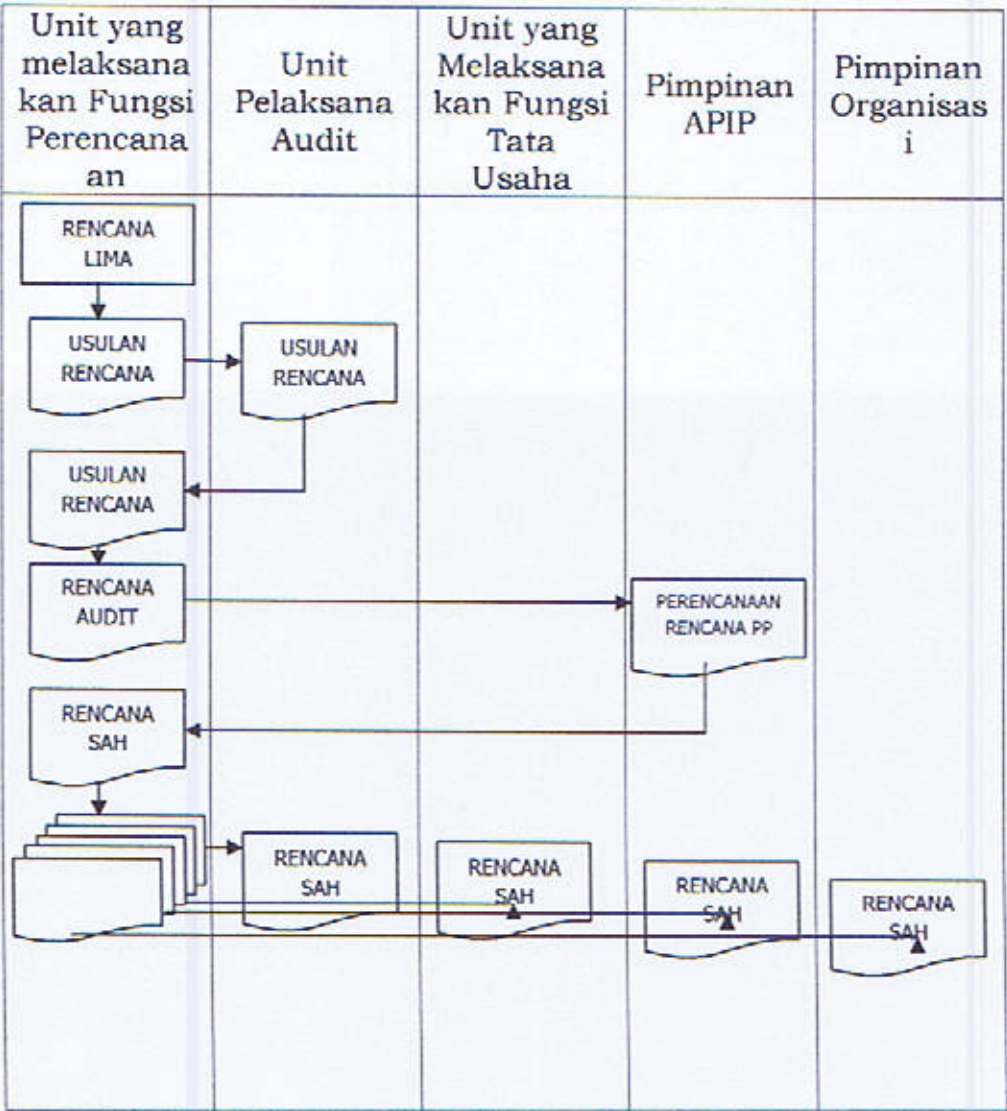 Unit yang
melaksana
kan Fungsi
Perencana
an
Unit
Pelaksana
Audit
Unit yang
Melaksana
kan Fungsi
Tata
Usaha
Pimpinan
APIP
Pimpinan
Organisas
i
RENCANA
LIMA
USULAN
RENCANA
USULAN
RENCANA
USULAN
RENCANA
RENCANA
AUDIT
PERENCANAAN
RENCANA PP
RENCANA
SAH
RENCANA
SAH
RENCANA
SAH
RENCANA
SAH
RENCANA
SAH